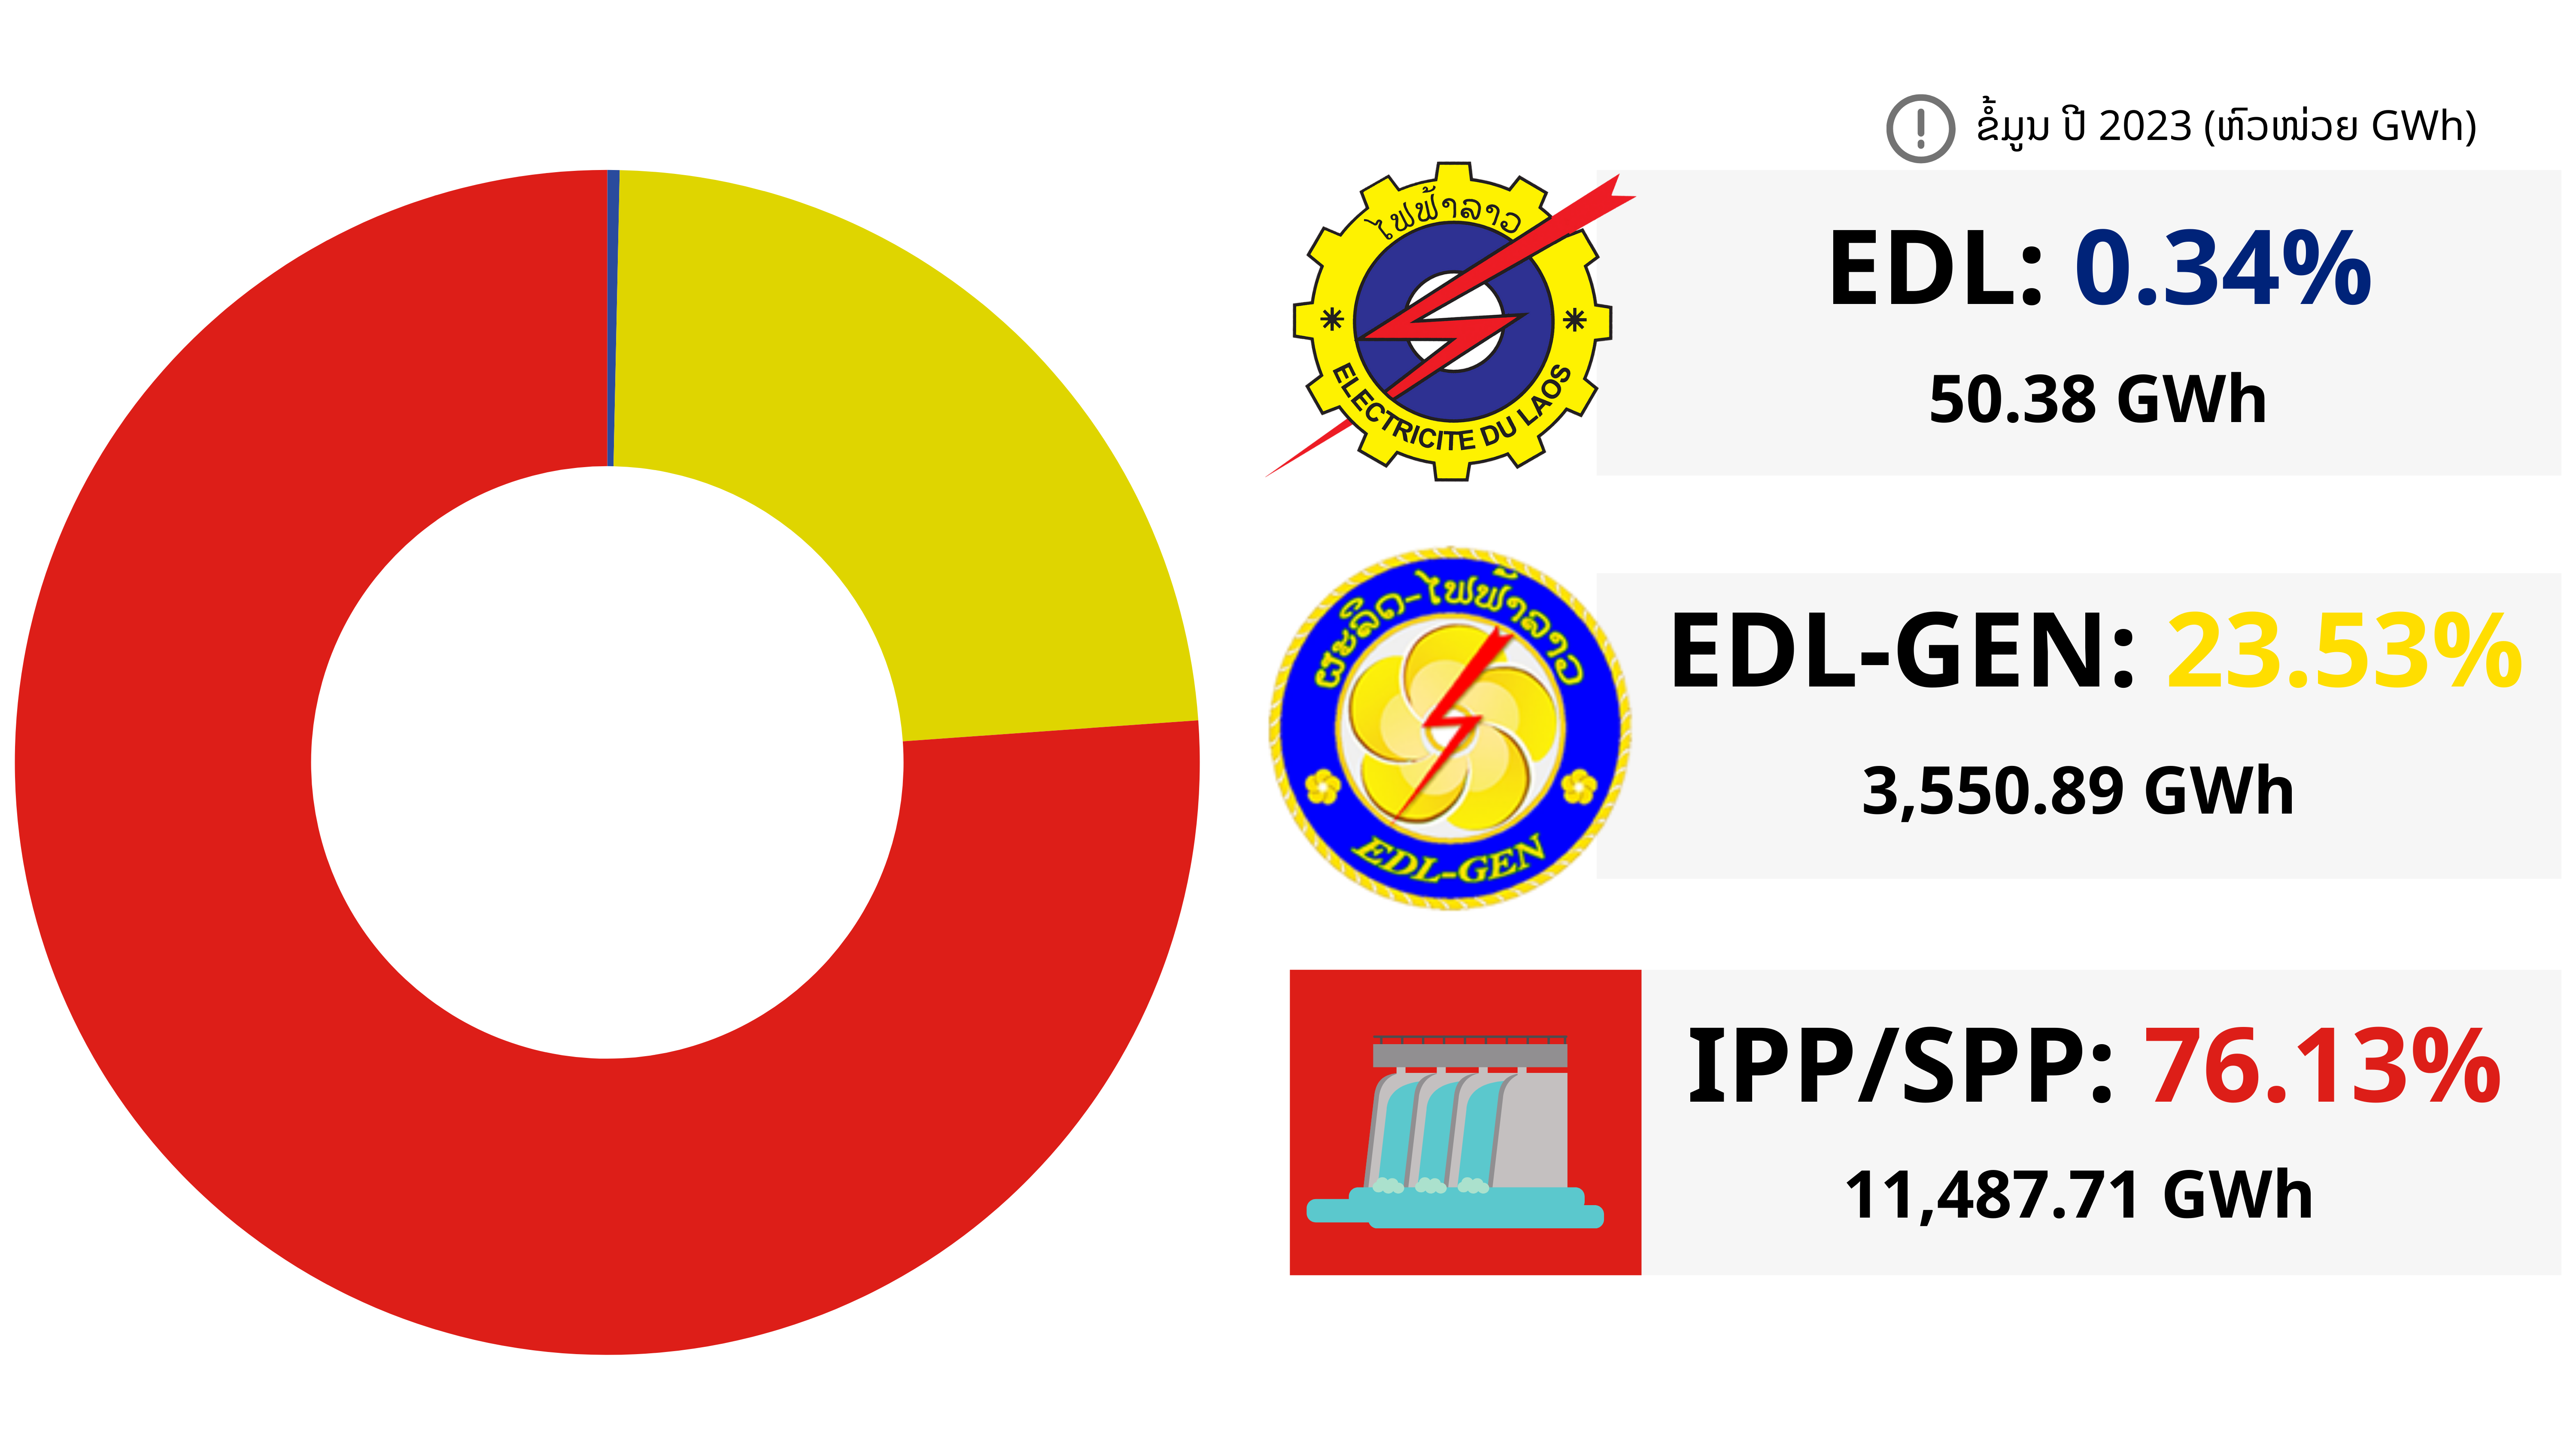 ຂໍ້ມູນ ປີ 2023 (ຫົວໜ່ວຍ GWh)
ໄຟຟ້າລາວ
ELECTRICITE DU LAOS
EDL: 0.34%
50.38 GWh
ຜະລິດ-ໄຟຟ້າລາວ
EDL-GEN
EDL-GEN: 23.53%
3,550.89 GWh
IPP/SPP: 76.13%
11,487.71 GWh